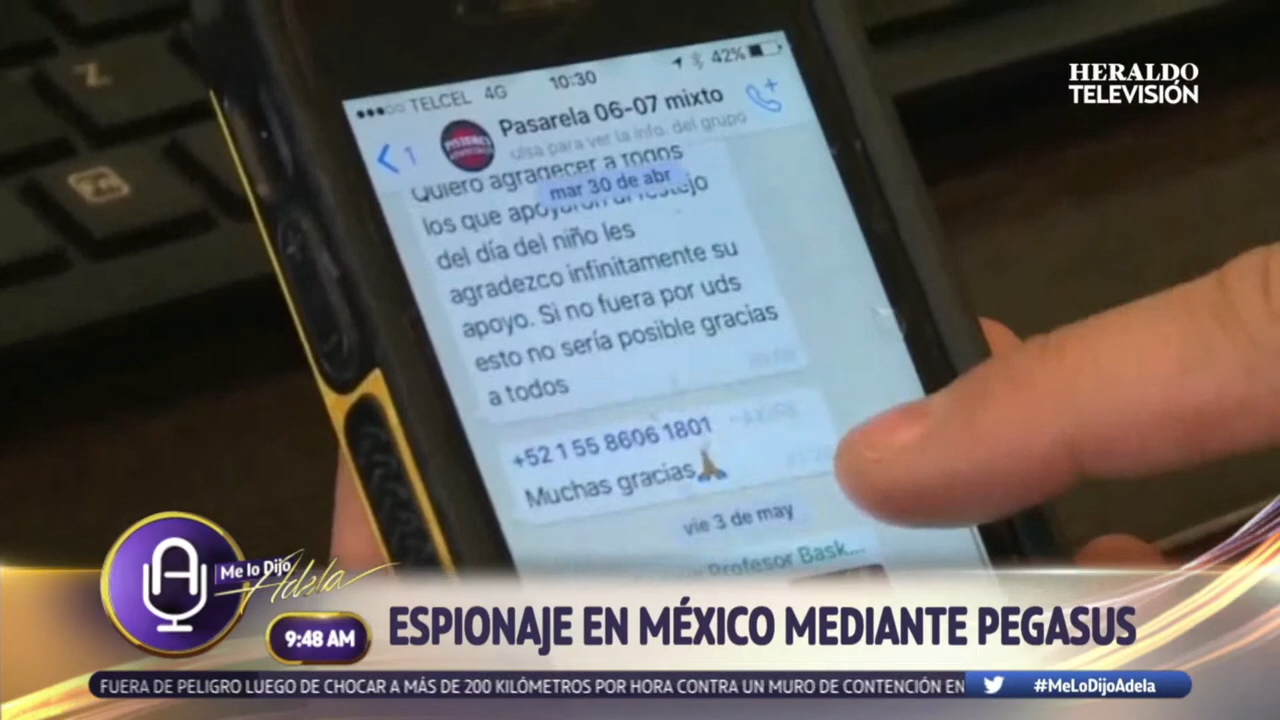 HERALDO
TELEVISIÓN
TELCEL 4G 10:30 42%
1 Pasarela 06-07 mixto
ulsa para ver la info. del grupo
Quiero agradecer a todos
mar 30 de abr
los que apoyaron al festejo
del día del niño les
agradezco infinitamente su
apoyo. Si no fuera por uds
esto no sería posible gracias
a todos
+52 1 55 8606 1801
Muchas gracias🙏
vie 3 de may
Profesor Bask...
Z
A
Me lo Dijo
Adela
9:48 AM
ESPIONAJE EN MÉXICO MEDIANTE PEGASUS
FUERA DE PELIGRO LUEGO DE CHOCAR A MÁS DE 200 KILÓMETROS POR HORA CONTRA UN MURO DE CONTENCIÓN EN
#MeLoDijoAdela